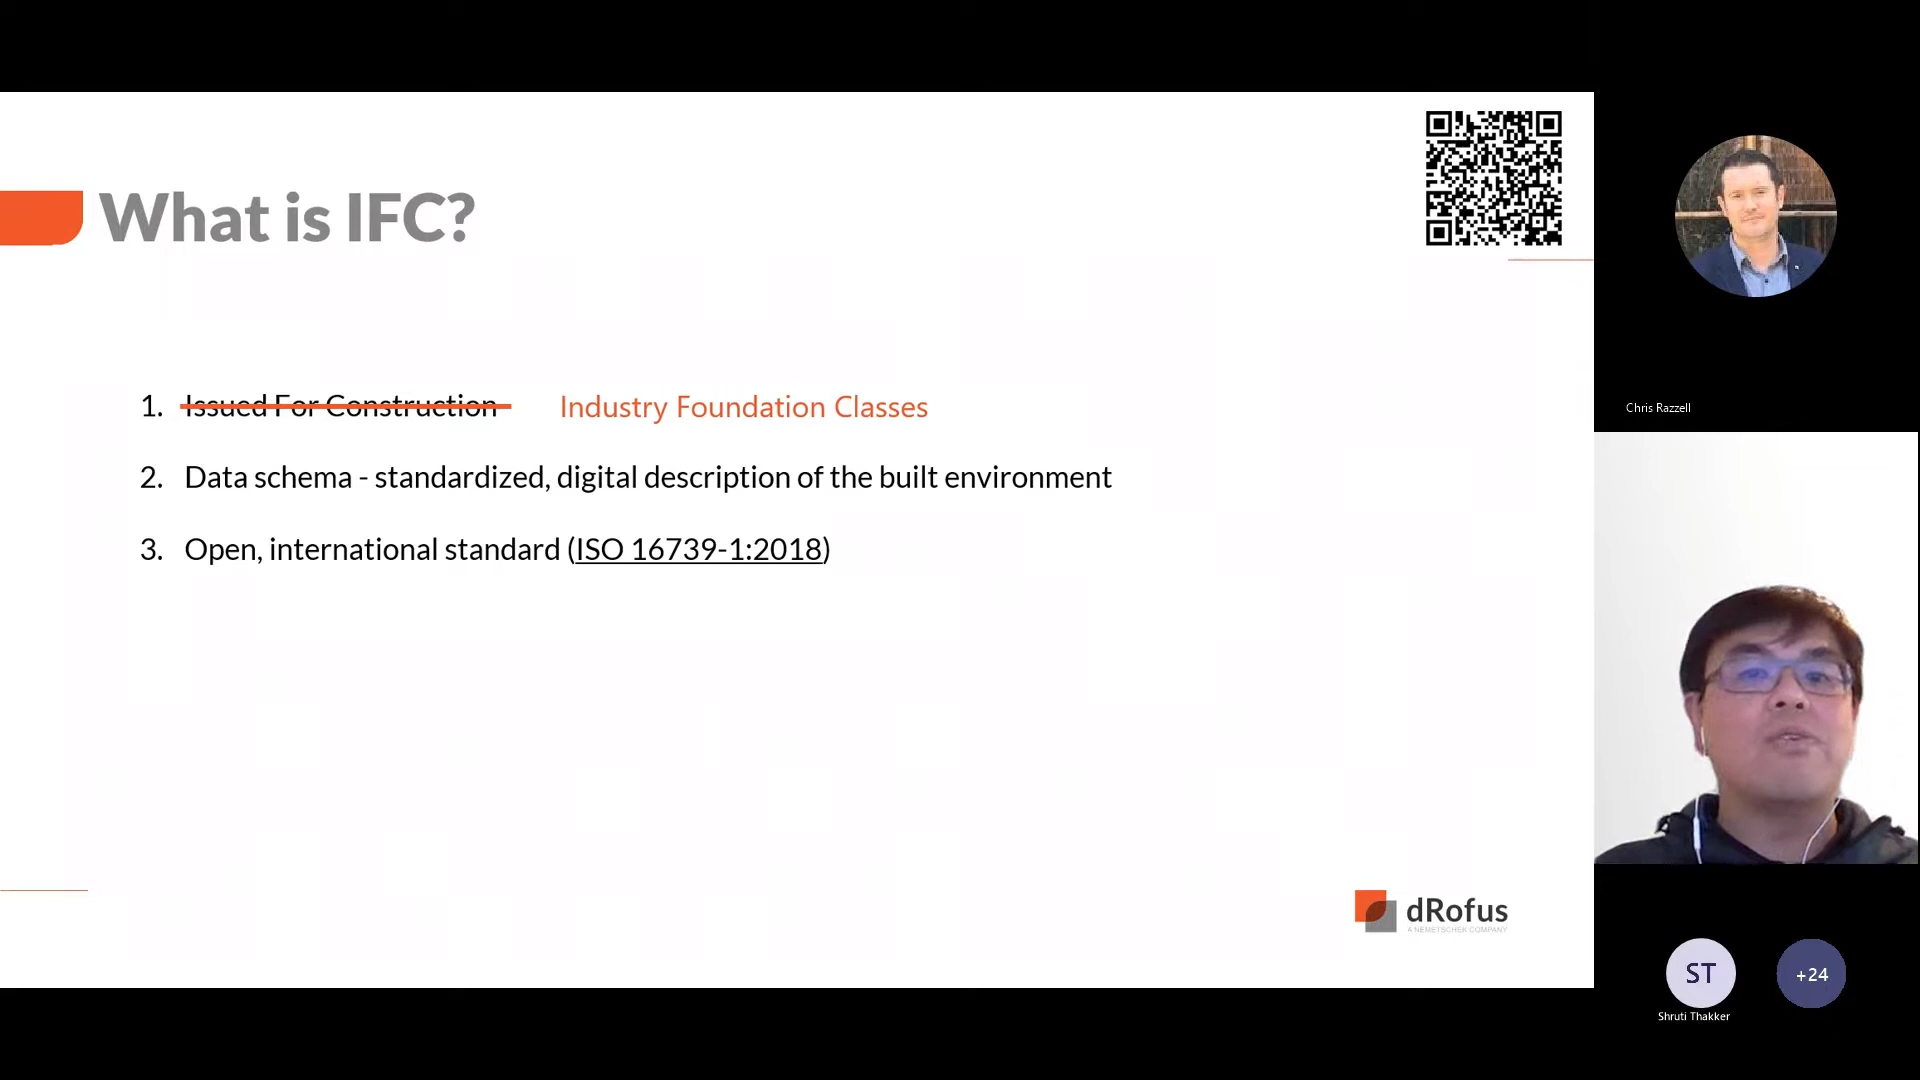 What is IFC?
1. Issued For Construction Industry Foundation Classes
2. Data schema - standardized, digital description of the built environment
3. Open, international standard (ISO 16739-1:2018)
dRofus
A NEMETSCHEK COMPANY
Chris Razzell
ST
+24
Shruti Thakker